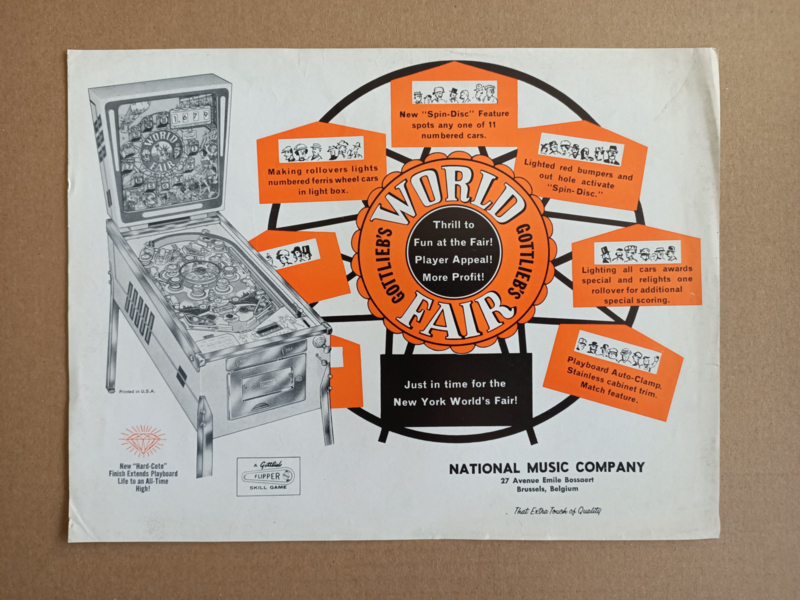 New "Spin-Disc" Feature
spots any one of 11
numbered cars.
Making rollovers lights
numbered ferris wheel cars
in light box.
Lighted red bumpers and
out hole activate
"Spin-Disc."
GOTTLIEB'S
WORLD
FAIR
GOTTLIEB'S
Thrill to
Fun at the Fair!
Player Appeal!
More Profit!
Lighting all cars awards
special and relights one
rollover for additional
special scoring.
Playboard Auto-Clamp.
Stainless cabinet trim.
Match feature.
Just in time for the
New York World's Fair!
WORLD
FAIR
Printed in U.S.A.
New "Hard-Cote"
Finish Extends Playboard
Life to an All-Time
High!
A Gottlieb
FLIPPER
SKILL GAME
NATIONAL MUSIC COMPANY
27 Avenue Emile Bossaert
Brussels, Belgium
That Extra Touch of Quality